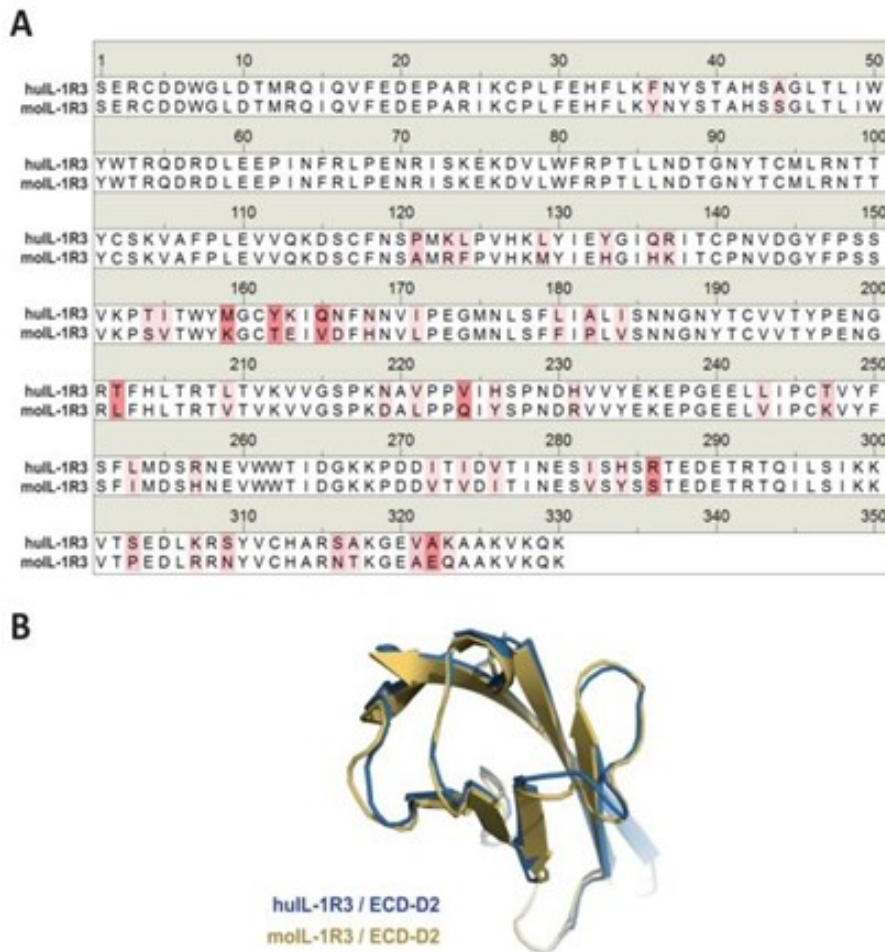 A
1 10 20 30 40 50
huIL-1R3 SERCDDWGLDTMRQIQVFEDEPARIKCPLFEHFLKFNYSTAHSAGLTLIW
moIL-1R3 SERCDDWGLDTMRQIQVFEDEPARIKCPLFEHFLKYNYSTAHSSGLTLIW
60 70 80 90 100
huIL-1R3 YWTRQDRDLEEPINFRLPENRISKEKDVLWFRPTLLNDTGNYTCMLRNTT
moIL-1R3 YWTRQDRDLEEPINFRLPENRISKEKDVLWFRPTLLNDTGNYTCMLRNTT
110 120 130 140 150
huIL-1R3 YCSKVAFPLEVVQKDSCFNSPMKLPVHKLYIEYGIQRITCPNVDGYFPSS
moIL-1R3 YCSKVAFPLEVVQKDSCFNSAMRFPVHKMYIEHGIHKITCPNVDGYFPSS
160 170 180 190 200
huIL-1R3 VKPTITWYMGCYKIQNFNNVIPEGMNLSFLIALISNNGNYTCVVTYPENG
moIL-1R3 VKPSVTWYKGCTEIVDFHNVLPEGMNLSFFIPLVSNNGNYTCVVTYPENG
210 220 230 240 250
huIL-1R3 RTFHLTRTLTVKVVGSPKNAVPPVIHSPNDHVVYEKEPGEELLIPCTVYF
moIL-1R3 RLFHLTRTVTVKVVGSPKDALPPQIYSPNDRVVYEKEPGEELVIPCKVYF
260 270 280 290 300
huIL-1R3 SFLMDSRNEVWWTIDGKKPDDITIDVTINESISHSRTEDETRTQILSIKK
moIL-1R3 SFIMDSHNEVWWTIDGKKPDDVTVDITINESVSYSSTEDETRTQILSIKK
310 320 330 340 350
huIL-1R3 VTSEDLKRSYVCHARSAKGEVAKAAKVKQK
moIL-1R3 VTPEDLRRNYVCHARNTKGEAEQAAKVKQK
B
huIL-1R3 / ECD-D2
moIL-1R3 / ECD-D2